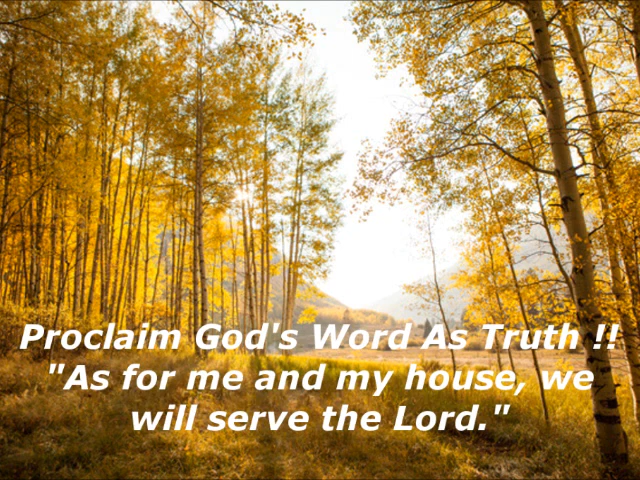 Proclaim God's Word As Truth !!
"As for me and my house, we
will serve the Lord."